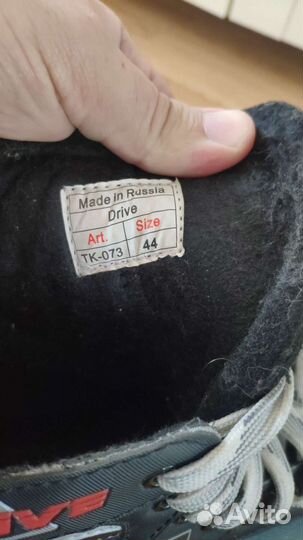 Made in Russia
Drive
Art. Size
TK-073 44
IVE
Avito